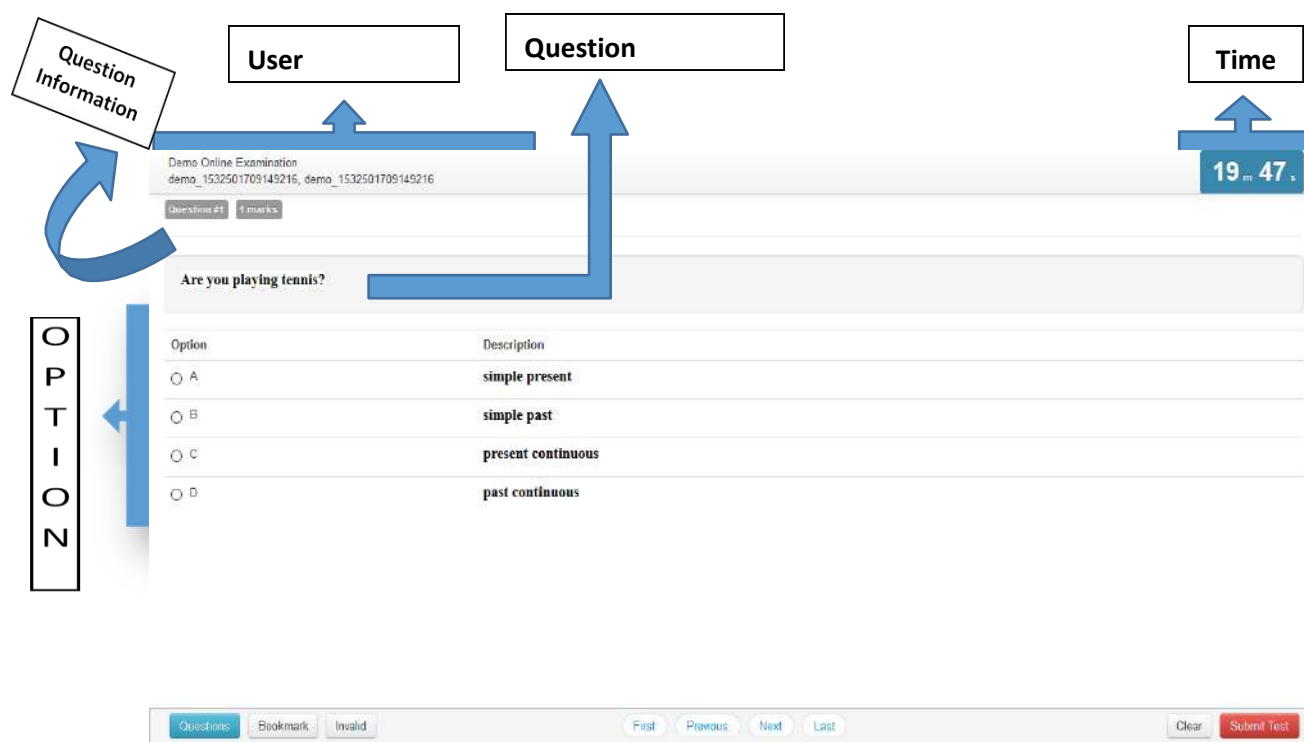 Question
Information
User
Question
Time
Demo Online Examination
demo_1532501709149216, demo_1532501709149216
19 m 47 s
Question #1 1 marks
Are you playing tennis?
OPTION
Option Description
A simple present
B simple past
C present continuous
D past continuous
Questions Bookmark Invalid First Previous Next Last Clear Submit Test